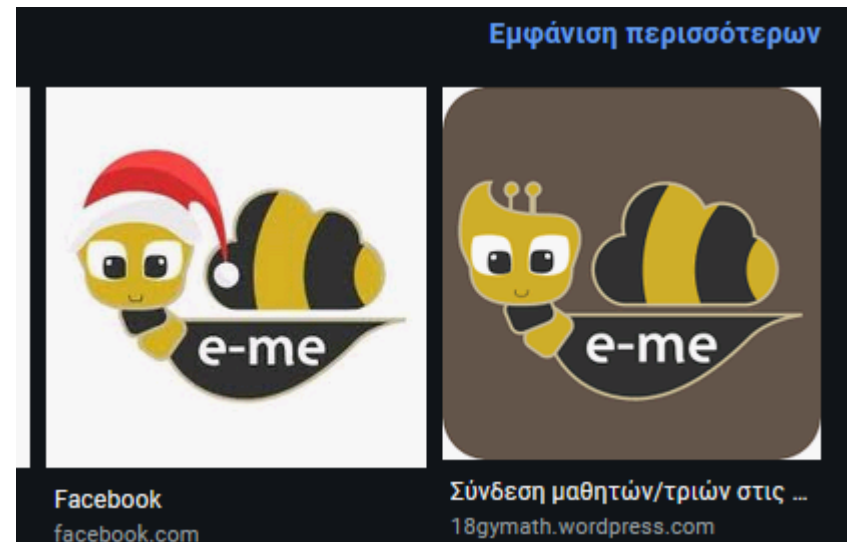 Εμφάνιση περισσότερων
e-me
e-me
Facebook
facebook.com
Σύνδεση μαθητών/τριών στις ...
18gymath.wordpress.com